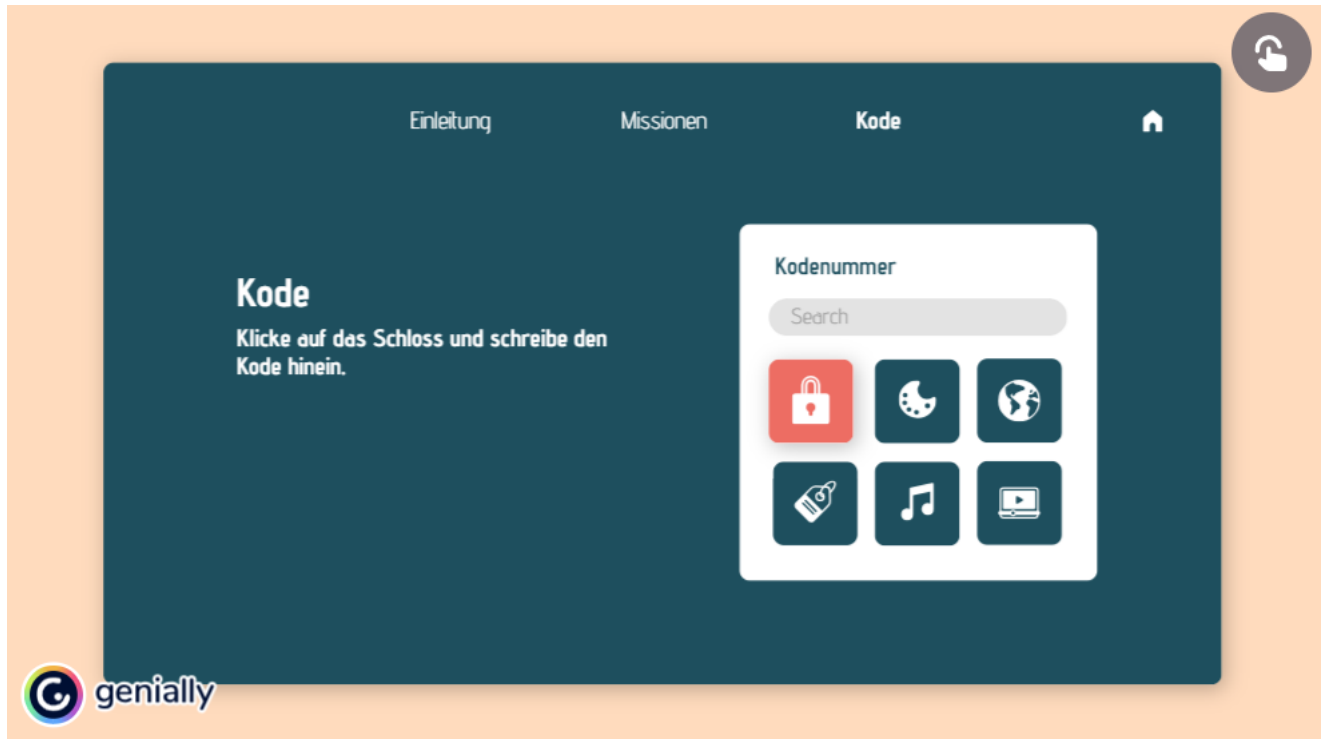 Einleitung Missionen Kode
Kode
Klicke auf das Schloss und schreibe den
Kode hinein.
Kodenummer
Search
genially